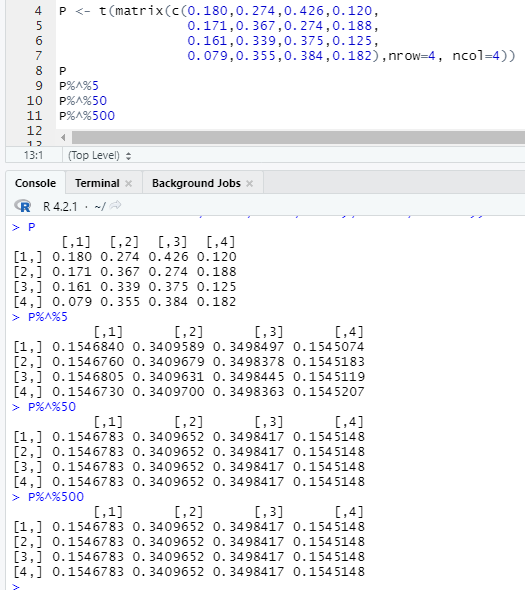 4 P <- t(matrix(c(0.180,0.274,0.426,0.120,
5 0.171,0.367,0.274,0.188,
6 0.161,0.339,0.375,0.125,
7 0.079,0.355,0.384,0.182),nrow=4, ncol=4))
8 P
9 P%^%5
10 P%^%50
11 P%^%500
12
13:1 (Top Level)
Console Terminal × Background Jobs ×
R R 4.2.1 · ~/
> P
[,1] [,2] [,3] [,4]
[1,] 0.180 0.274 0.426 0.120
[2,] 0.171 0.367 0.274 0.188
[3,] 0.161 0.339 0.375 0.125
[4,] 0.079 0.355 0.384 0.182
> P%^%5
[,1] [,2] [,3] [,4]
[1,] 0.1546840 0.3409589 0.3498497 0.1545074
[2,] 0.1546760 0.3409679 0.3498378 0.1545183
[3,] 0.1546805 0.3409631 0.3498445 0.1545119
[4,] 0.1546730 0.3409700 0.3498363 0.1545207
> P%^%50
[,1] [,2] [,3] [,4]
[1,] 0.1546783 0.3409652 0.3498417 0.1545148
[2,] 0.1546783 0.3409652 0.3498417 0.1545148
[3,] 0.1546783 0.3409652 0.3498417 0.1545148
[4,] 0.1546783 0.3409652 0.3498417 0.1545148
> P%^%500
[,1] [,2] [,3] [,4]
[1,] 0.1546783 0.3409652 0.3498417 0.1545148
[2,] 0.1546783 0.3409652 0.3498417 0.1545148
[3,] 0.1546783 0.3409652 0.3498417 0.1545148
[4,] 0.1546783 0.3409652 0.3498417 0.1545148
>